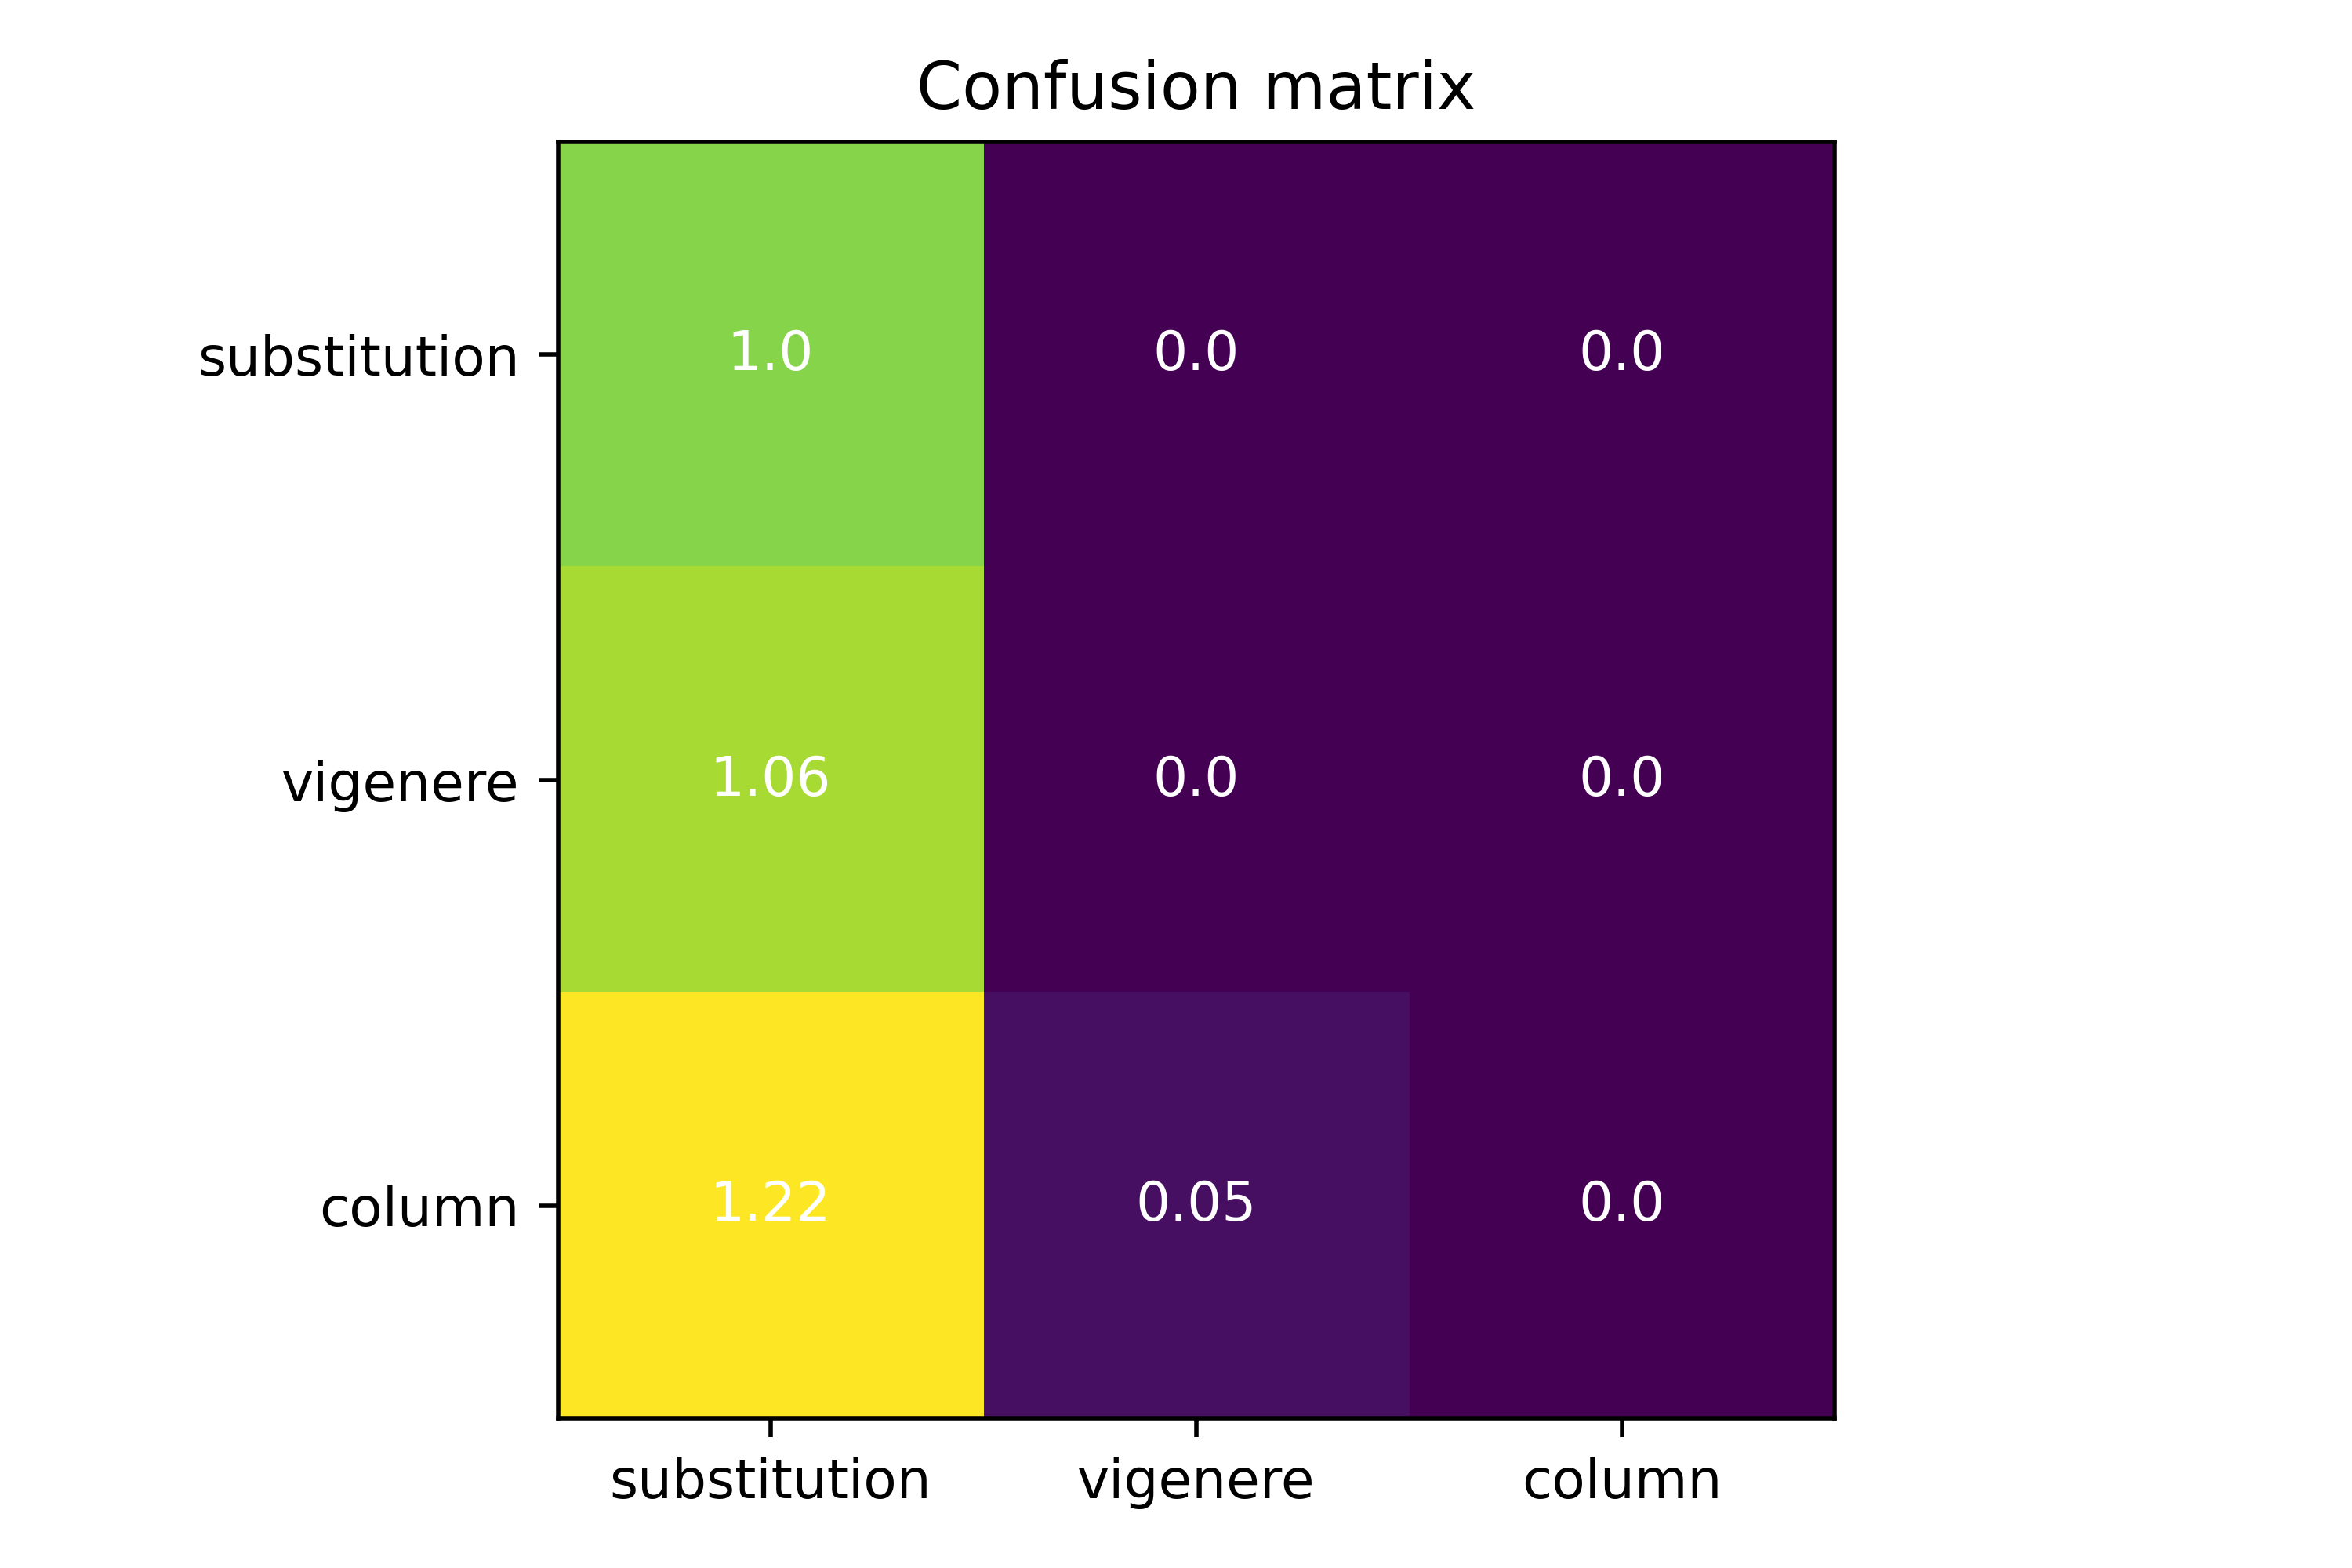 Confusion matrix
substitution 1.0 0.0 0.0
vigenere 1.06 0.0 0.0
column 1.22 0.05 0.0
substitution vigenere column